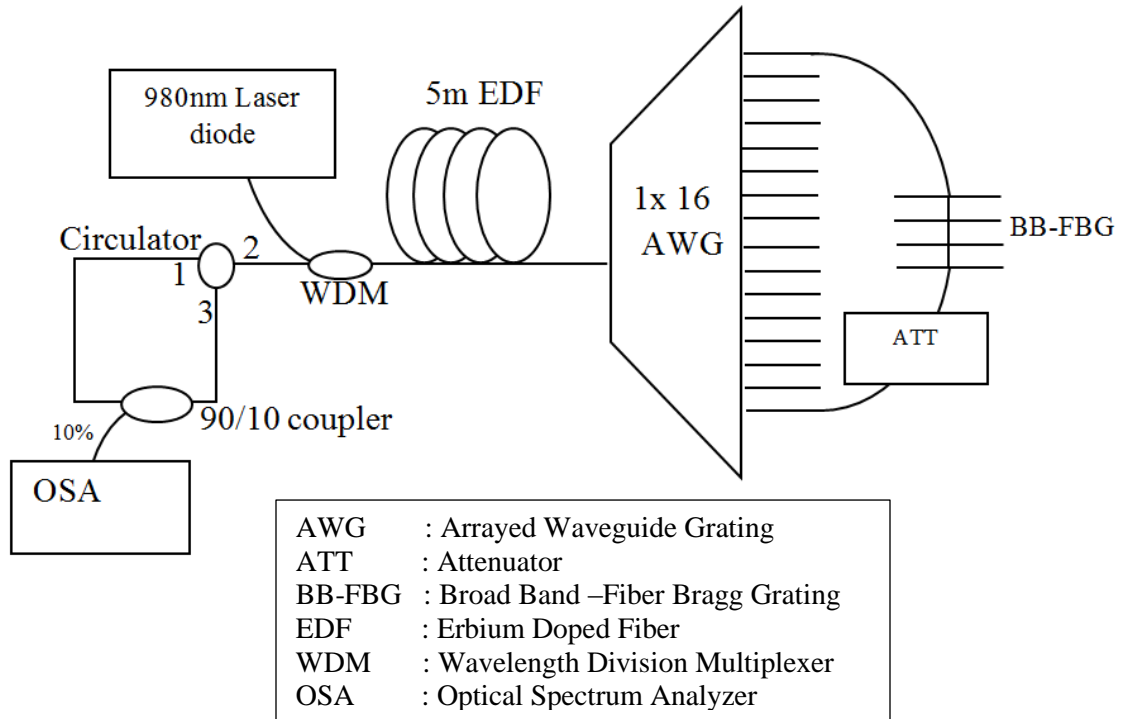 980nm Laser
diode
5m EDF
1x 16
AWG
BB-FBG
Circulator
1
2
3
WDM
ATT
90/10 coupler
10%
OSA
AWG : Arrayed Waveguide Grating
ATT : Attenuator
BB-FBG : Broad Band –Fiber Bragg Grating
EDF : Erbium Doped Fiber
WDM : Wavelength Division Multiplexer
OSA : Optical Spectrum Analyzer